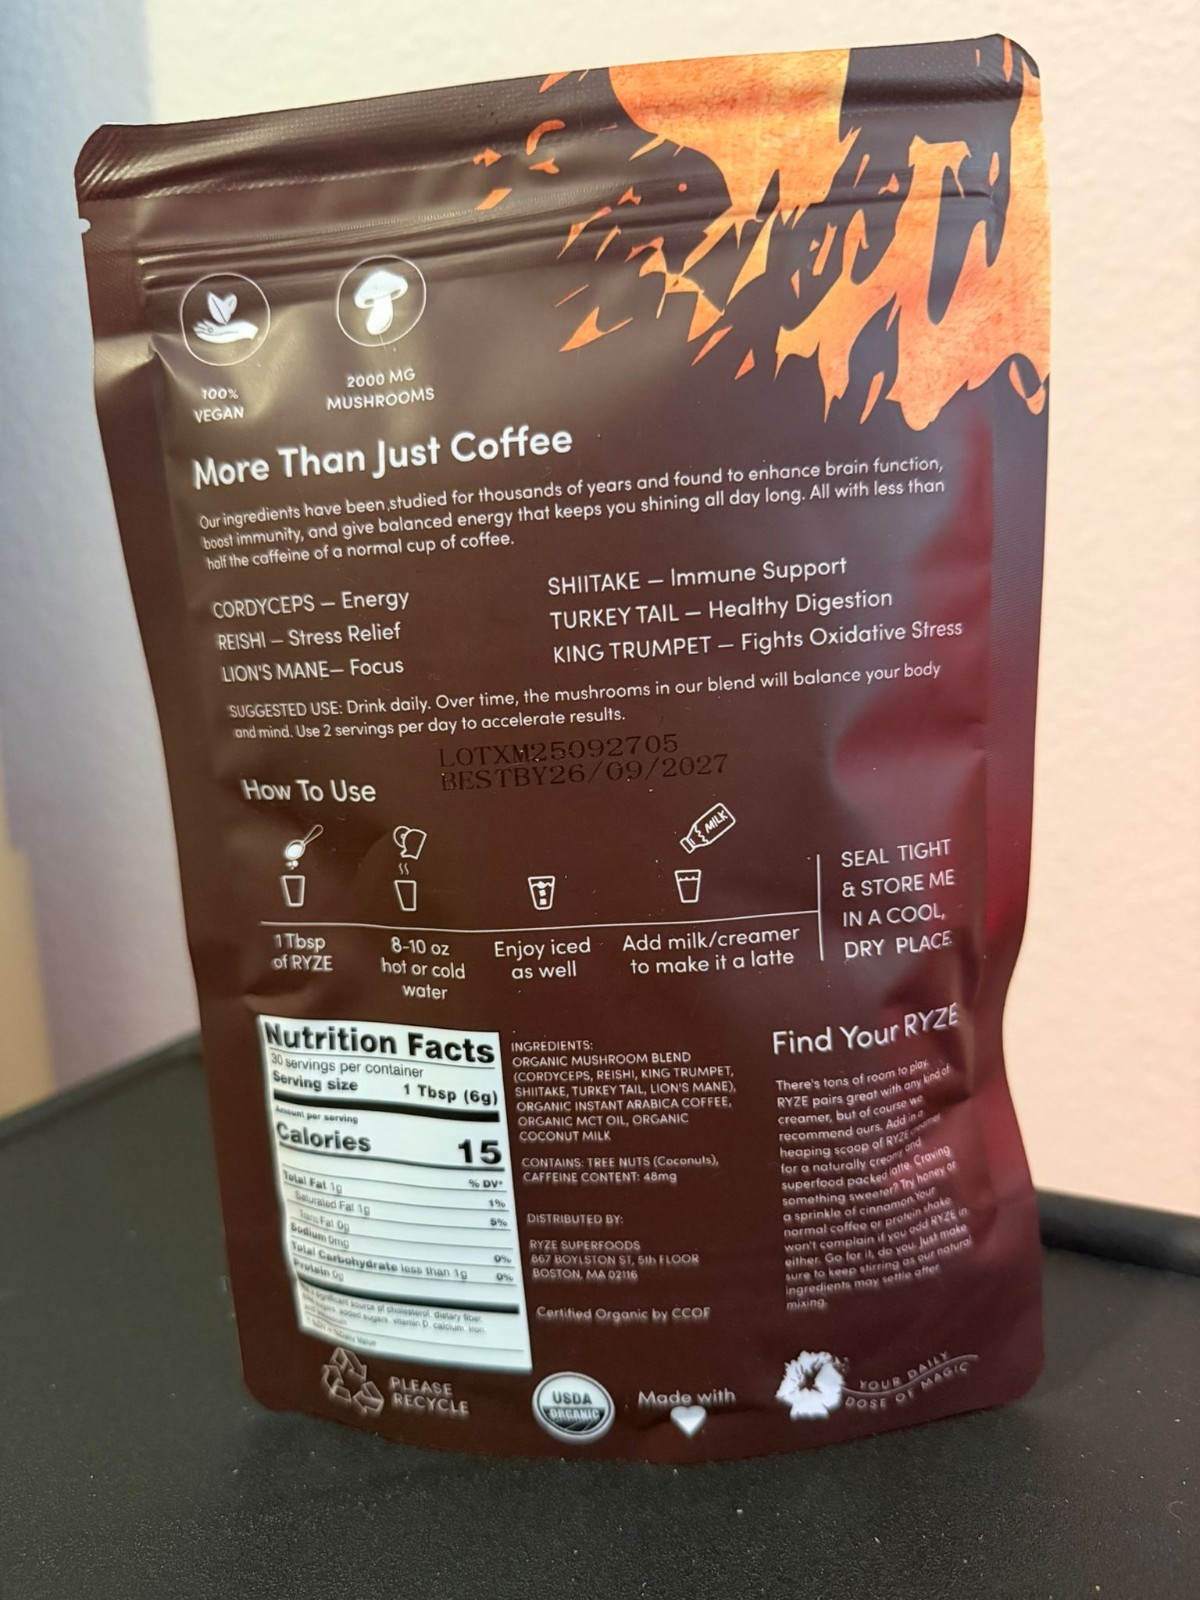 100%
VEGAN
2000 MG
MUSHROOMS
More Than Just Coffee
Our ingredients have been studied for thousands of years and found to enhance brain function,
boost immunity, and give balanced energy that keeps you shining all day long. All with less than
half the caffeine of a normal cup of coffee.
CORDYCEPS – Energy
REISHI – Stress Relief
LION'S MANE– Focus
SHIITAKE – Immune Support
TURKEY TAIL – Healthy Digestion
KING TRUMPET – Fights Oxidative Stress
SUGGESTED USE: Drink daily. Over time, the mushrooms in our blend will balance your body
and mind. Use 2 servings per day to accelerate results.
LOTXM25092705
BESTBY26/09/2027
How To Use
MILK
1 Tbsp
of RYZE
8-10 oz
hot or cold
water
Enjoy iced
as well
Add milk/creamer
to make it a latte
SEAL TIGHT
& STORE ME
IN A COOL,
DRY PLACE
Nutrition Facts
30 servings per container
Serving size 1 Tbsp (6g)
Amount per serving
Calories 15
% DV*
Total Fat 1g 1%
Saturated Fat 1g 5%
Trans Fat 0g
Sodium 0mg 0%
Total Carbohydrate less than 1g 0%
Protein 0g
significant source of cholesterol, dietary fiber,
sugars, added sugars, vitamin D, calcium, iron,
Value
INGREDIENTS:
ORGANIC MUSHROOM BLEND
(CORDYCEPS, REISHI, KING TRUMPET,
SHIITAKE, TURKEY TAIL, LION'S MANE),
ORGANIC INSTANT ARABICA COFFEE,
ORGANIC MCT OIL, ORGANIC
COCONUT MILK
CONTAINS: TREE NUTS (Coconuts),
CAFFEINE CONTENT: 48mg
DISTRIBUTED BY:
RYZE SUPERFOODS
867 BOYLSTON ST, 5th FLOOR
BOSTON, MA 02116
Certified Organic by CCOF
Find Your RYZE
There's tons of room to play.
RYZE pairs great with any kind of
creamer, but of course we
recommend ours. Add in a
heaping scoop of RYZE creamer
for a naturally creamy and
superfood packed latte. Craving
something sweeter? Try honey or
a sprinkle of cinnamon. Your
normal coffee or protein shake
won't complain if you add RYZE in
either. Go for it, do you. Just make
sure to keep stirring as our natural
ingredients may settle after
mixing.
PLEASE
RECYCLE
USDA
ORGANIC
Made with
YOUR DAILY
DOSE OF MAGIC